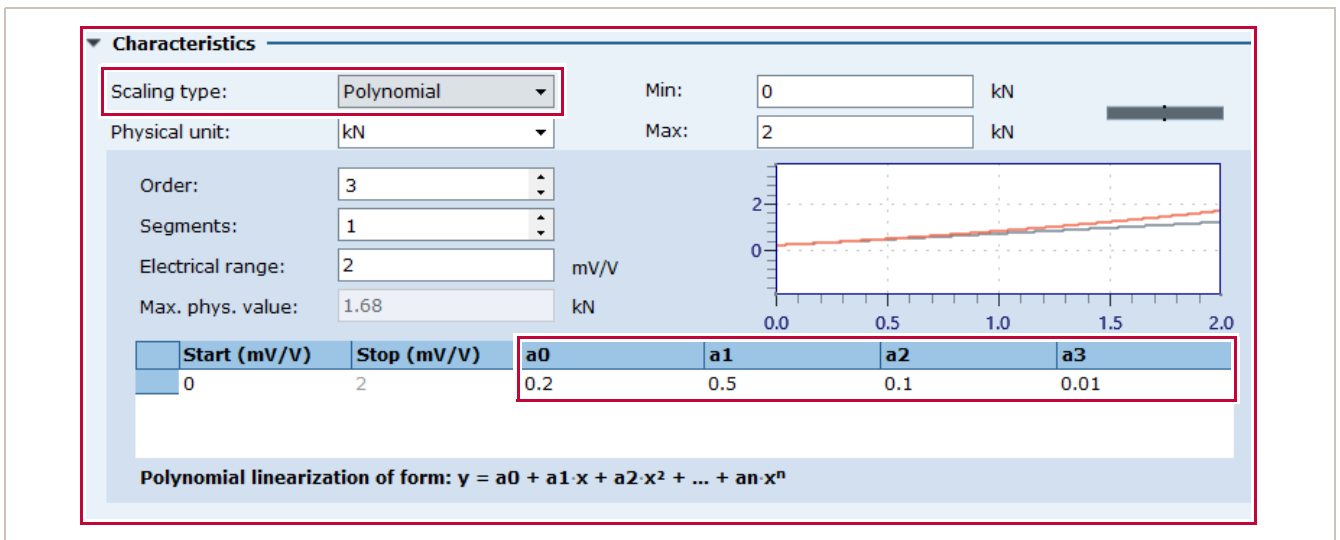 Characteristics
Scaling type: Polynomial Min: 0 kN
Physical unit: kN Max: 2 kN
Order: 3
Segments: 1
Electrical range: 2 mV/V
Max. phys. value: 1.68 kN
2
0
0.0 0.5 1.0 1.5 2.0
Start (mV/V) Stop (mV/V) a0 a1 a2 a3
0 2 0.2 0.5 0.1 0.01
Polynomial linearization of form: y = a0 + a1·x + a2·x² + ... + an·xⁿ